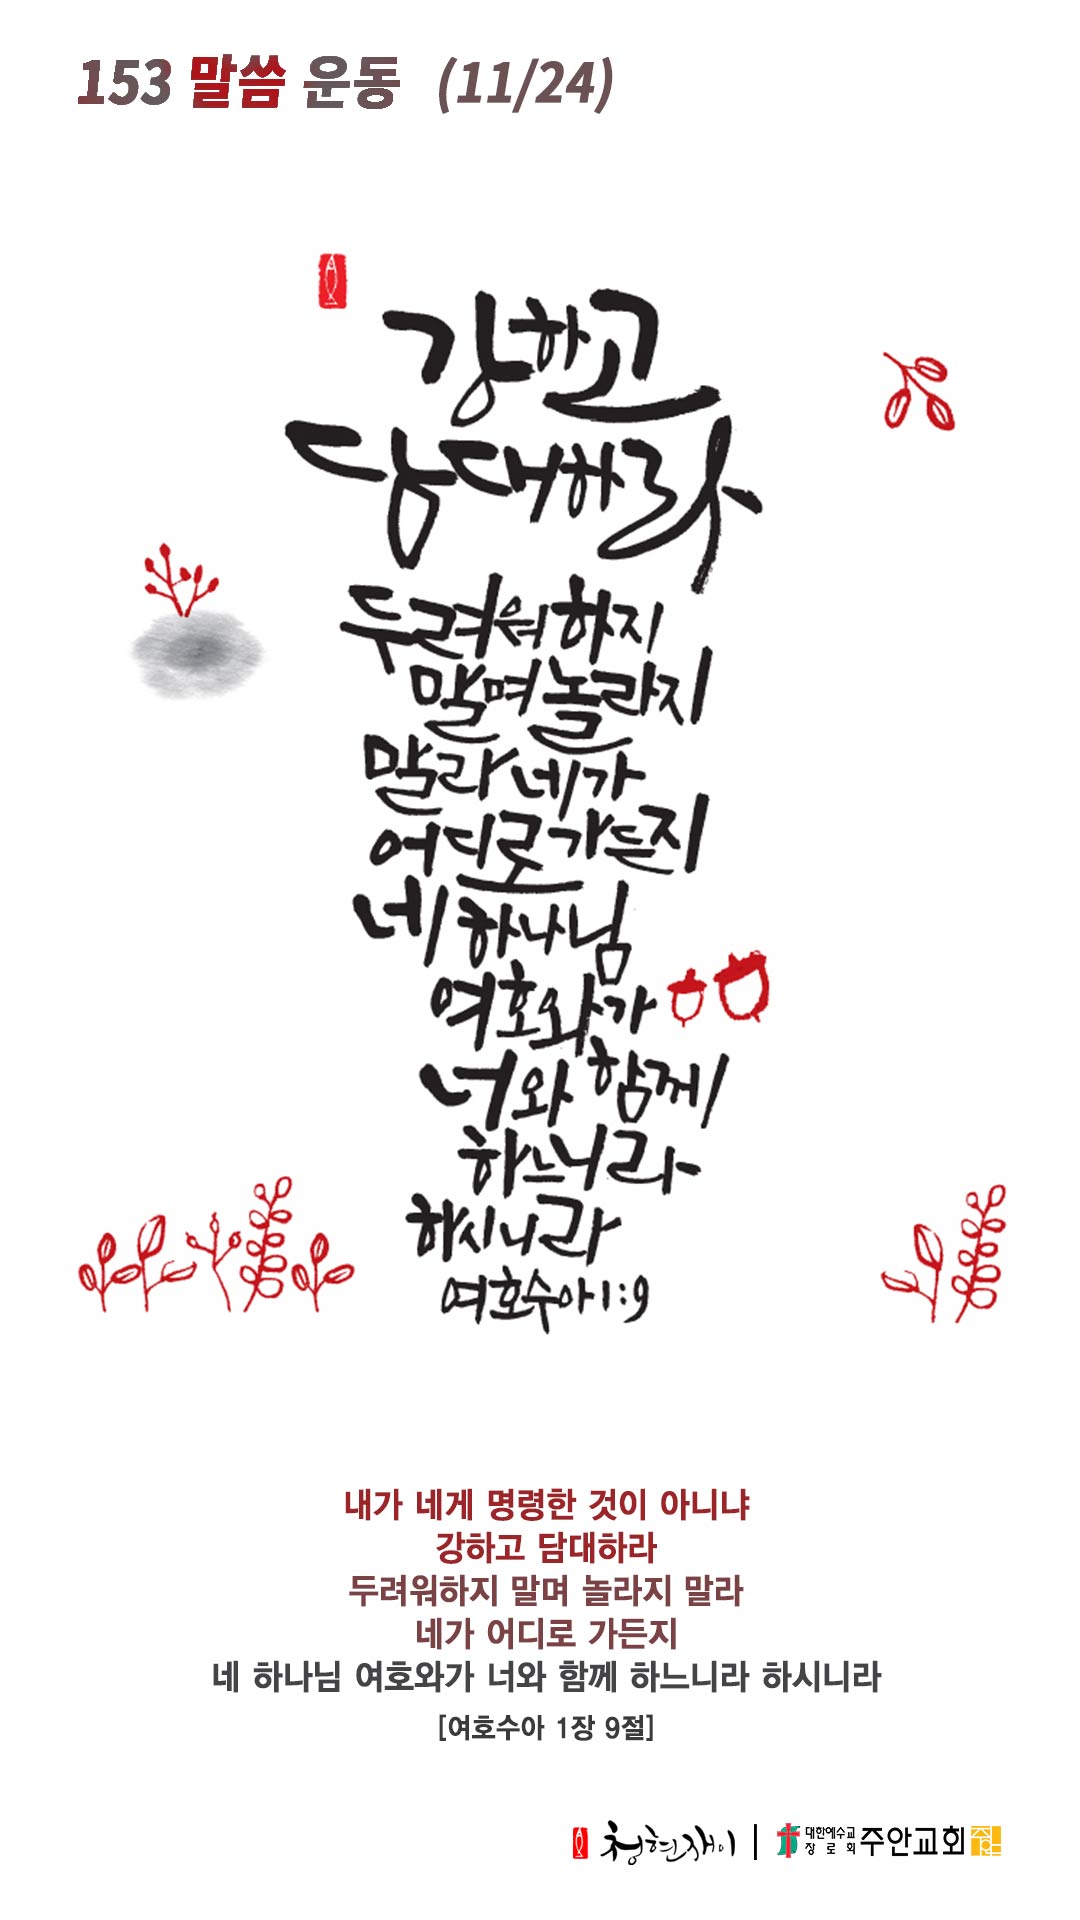 153 말씀 운동 (11/24)
강하고
담대하라
두려워하지
말며 놀라지
말라 네가
어디로 가든지
네 하나님
여호와가
너와 함께
하느니라
하시니라
여호수아 1:9
내가 네게 명령한 것이 아니냐
강하고 담대하라
두려워하지 말며 놀라지 말라
네가 어디로 가든지
네 하나님 여호와가 너와 함께 하느니라 하시니라
[여호수아 1장 9절]
청현재이 | 대한예수교 장로회 주안교회 주안